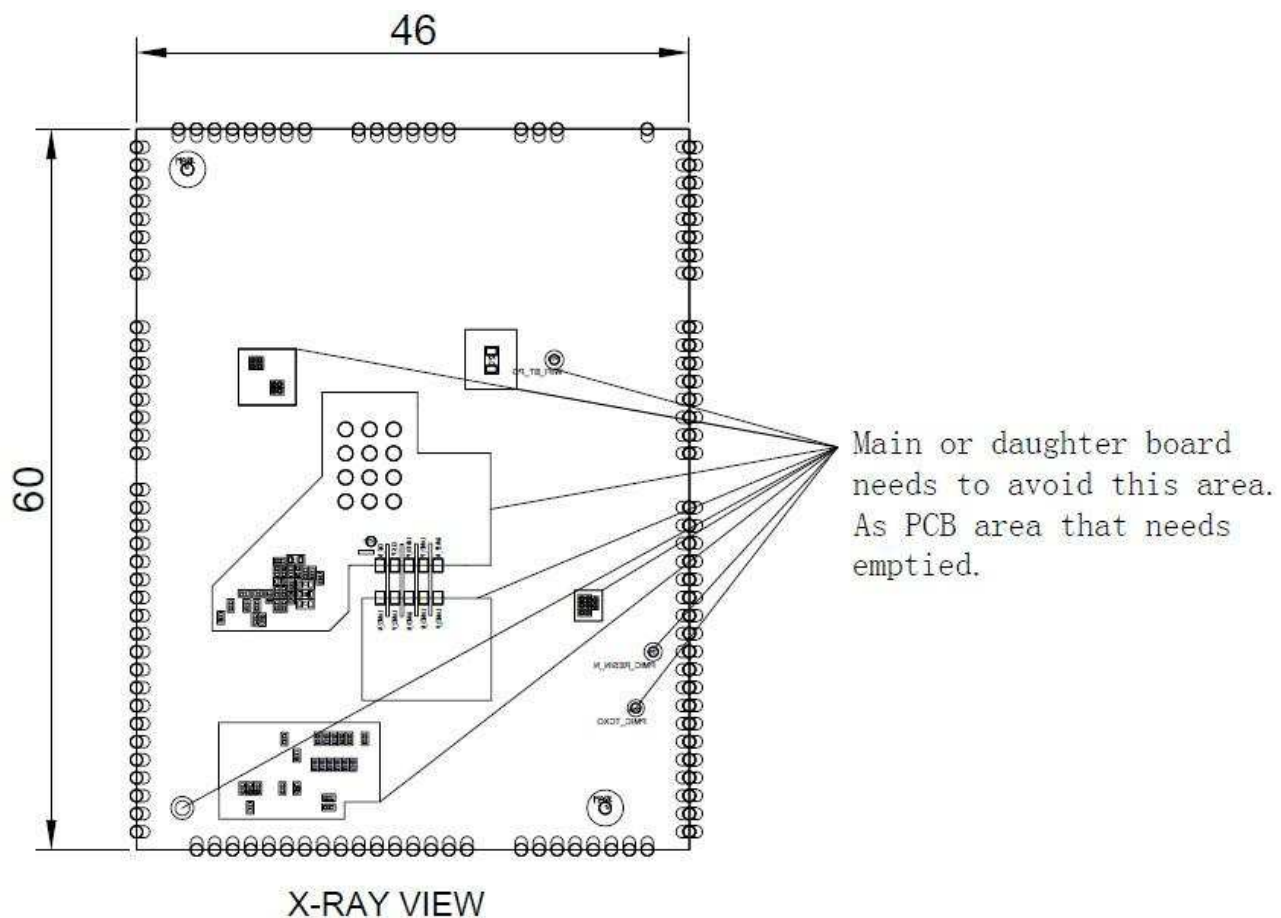 46
60
Main or daughter board
needs to avoid this area.
As PCB area that needs
emptied.
PMIC_RESIN_N
PMIC_TCXO
X-RAY VIEW